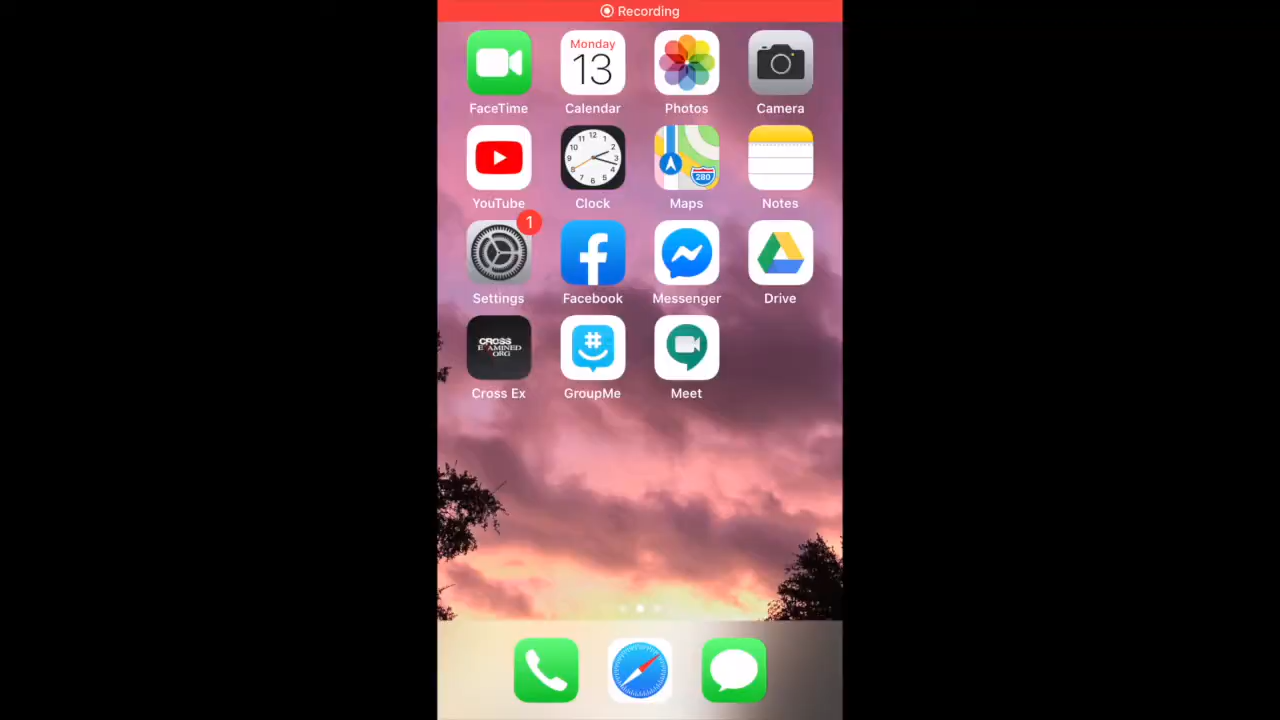 Recording
Monday
13
FaceTime
Calendar
Photos
Camera
280
YouTube
Clock
Maps
Notes
1
Settings
Facebook
Messenger
Drive
CROSS
EXAMINED
.ORG
Cross Ex
GroupMe
Meet